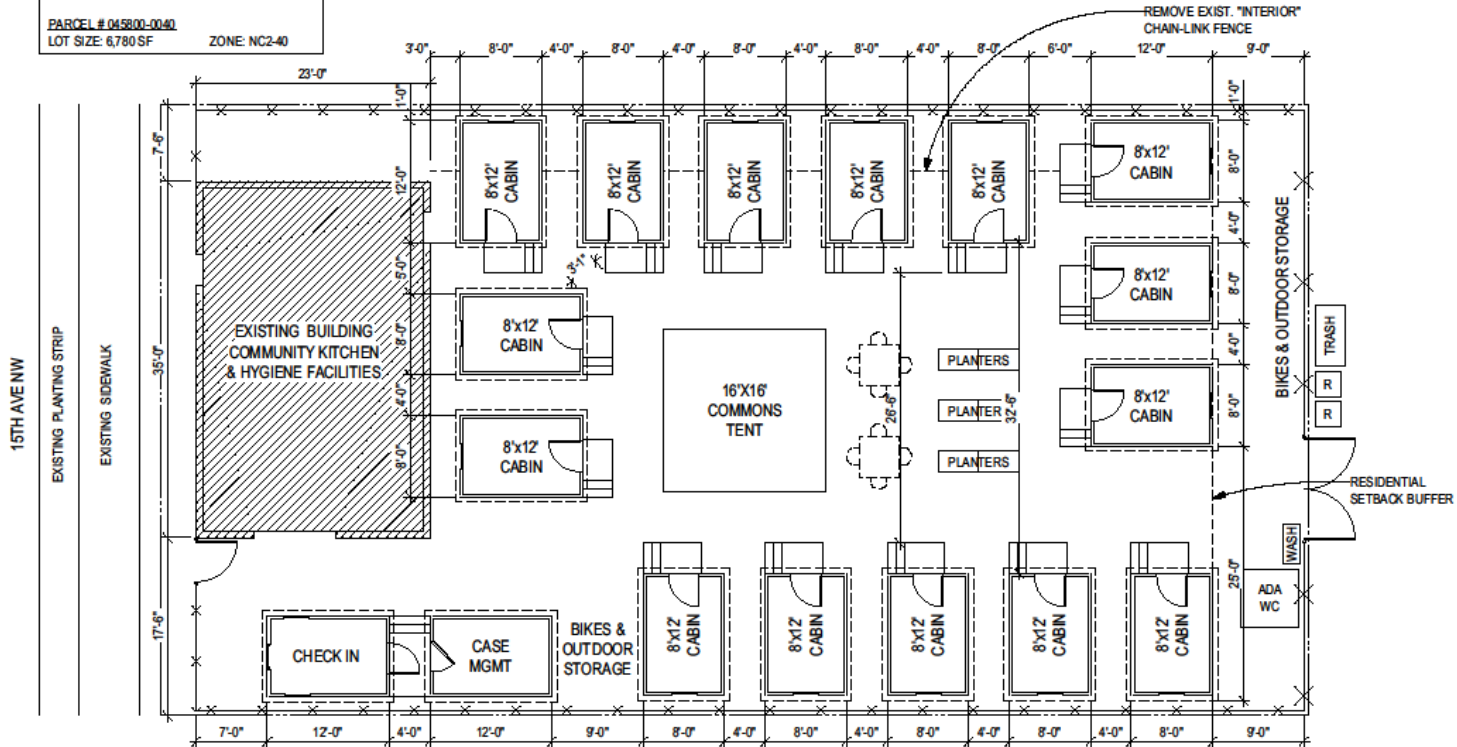 PARCEL # 045800-0040
LOT SIZE: 6,780 SF ZONE: NC2-40
REMOVE EXIST. "INTERIOR"
CHAIN-LINK FENCE
3'-0" 8'-0" 4'-0" 8'-0" 4'-0" 8'-0" 4'-0" 8'-0" 4'-0" 8'-0" 6'-0" 12'-0" 9'-0"
23'-0"
1'-0"
1'-0"
7'-6"
12'-0"
8'x12'
CABIN
8'x12'
CABIN
8'x12'
CABIN
8'x12'
CABIN
8'x12'
CABIN
8'x12'
CABIN
8'-0"
4'-0"
5'-0"
3'-1"
8'x12'
CABIN
8'-0"
BIKES & OUTDOOR STORAGE
15TH AVE NW
EXISTING PLANTING STRIP
EXISTING SIDEWALK
35'-0"
EXISTING BUILDING
COMMUNITY KITCHEN
& HYGIENE FACILITIES
8'-0"
8'x12'
CABIN
4'-0"
8'x12'
CABIN
8'-0"
16'X16'
COMMONS
TENT
PLANTERS
PLANTER
PLANTERS
26'-6"
32'-6"
4'-0"
8'x12'
CABIN
8'-0"
TRASH
R
R
RESIDENTIAL
SETBACK BUFFER
WASH
25'-0"
ADA
WC
17'-6"
CHECK IN
CASE
MGMT
BIKES &
OUTDOOR
STORAGE
8'x12'
CABIN
8'x12'
CABIN
8'x12'
CABIN
8'x12'
CABIN
8'x12'
CABIN
7'-0" 12'-0" 4'-0" 12'-0" 9'-0" 8'-0" 4'-0" 8'-0" 4'-0" 8'-0" 4'-0" 8'-0" 4'-0" 8'-0" 9'-0"